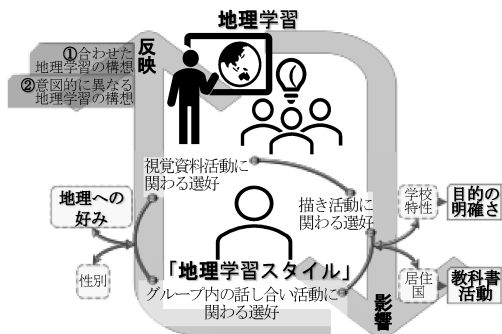 地理学習
反映
①合わせた
地理学習の構想
②意図的に異なる
地理学習の構想
視覚資料活動に
関わる選好
地理への
好み
描き活動に
関わる選好
学校
特性
目的の
明確さ
「地理学習スタイル」
性別
グループ内の話し合い活動に
関わる選好
居住
国
教科書
活動
影響